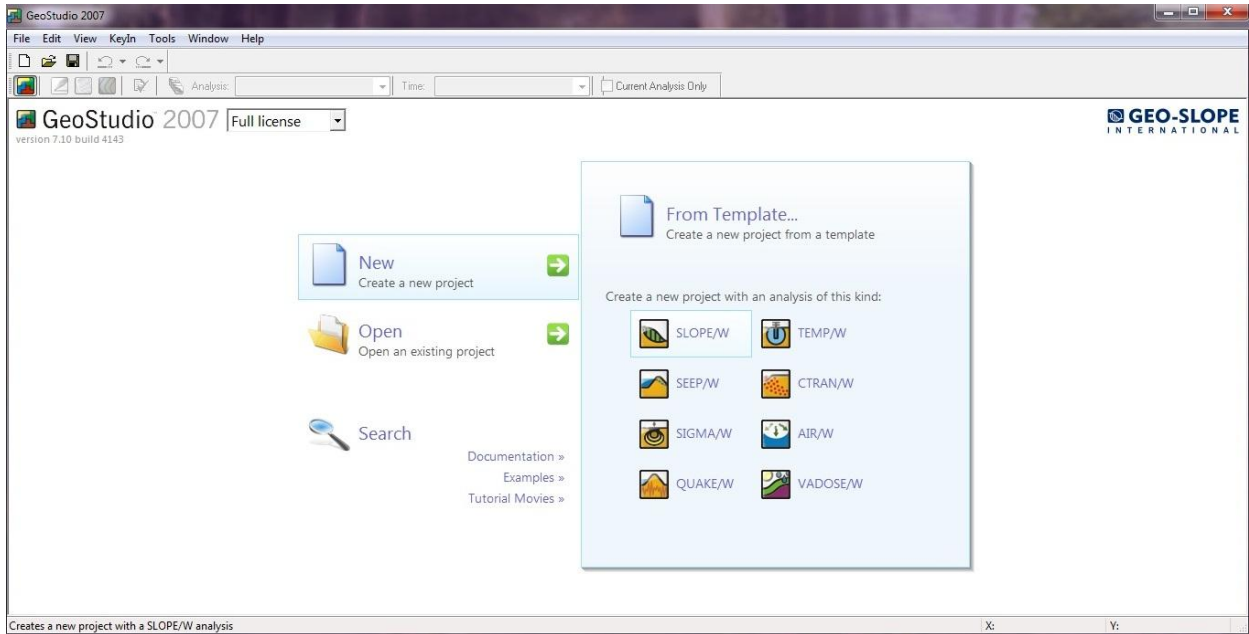 GeoStudio 2007
File Edit View KeyIn Tools Window Help
Analysis: Time: Current Analysis Only
GeoStudio 2007 Full license
version 7.10 build 4143
GEO-SLOPE
INTERNATIONAL
New
Create a new project
Open
Open an existing project
Search
Documentation »
Examples »
Tutorial Movies »
From Template...
Create a new project from a template
Create a new project with an analysis of this kind:
SLOPE/W TEMP/W
SEEP/W CTRAN/W
SIGMA/W AIR/W
QUAKE/W VADOSE/W
Creates a new project with a SLOPE/W analysis X: Y: